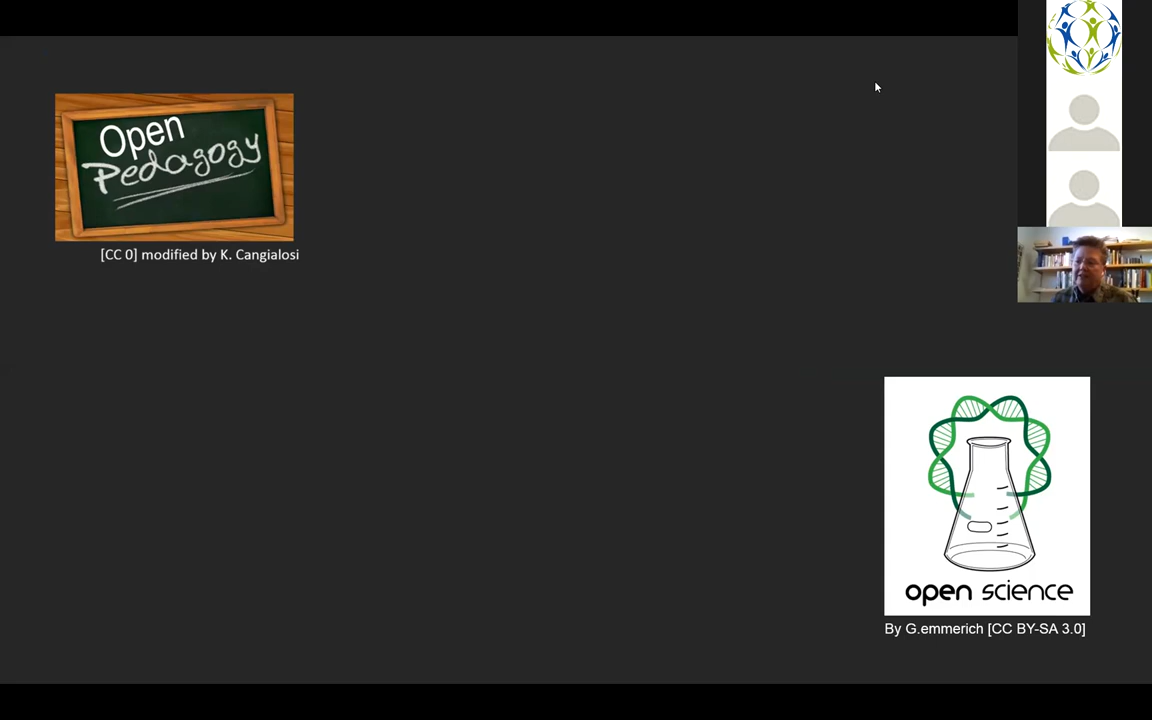 Open
Pedagogy
[CC 0] modified by K. Cangialosi
open science
By G.emmerich [CC BY-SA 3.0]